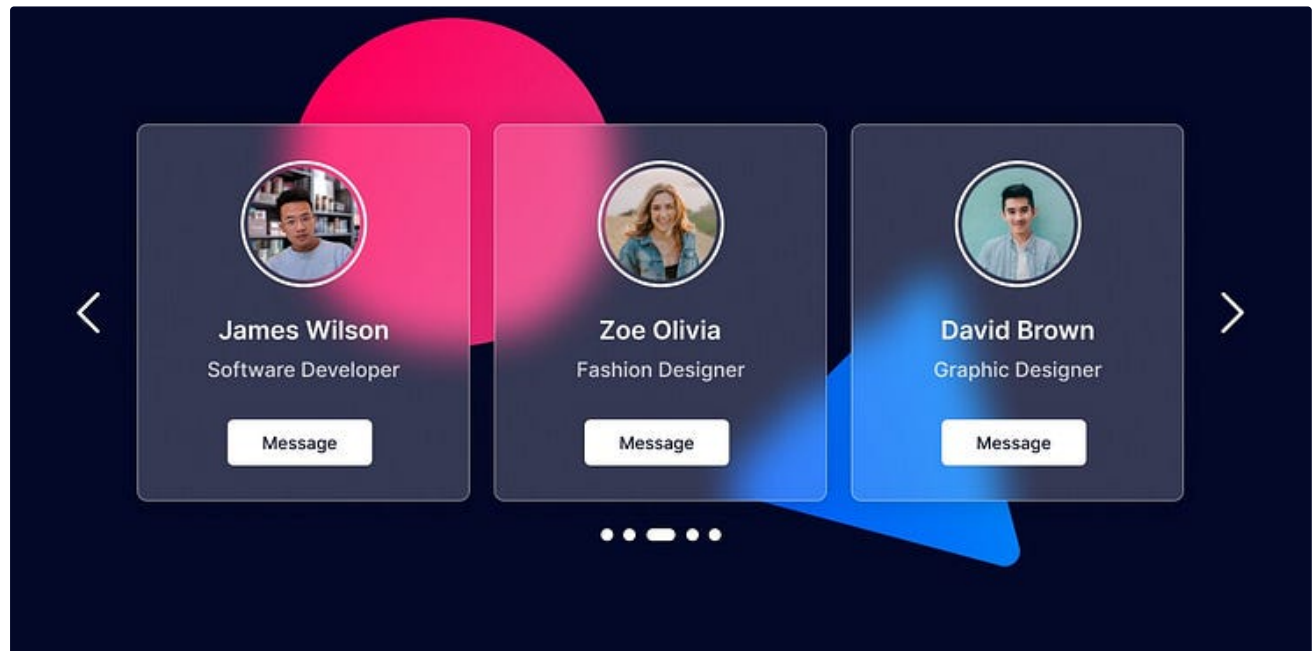 James Wilson
Software Developer
Message
Zoe Olivia
Fashion Designer
Message
David Brown
Graphic Designer
Message